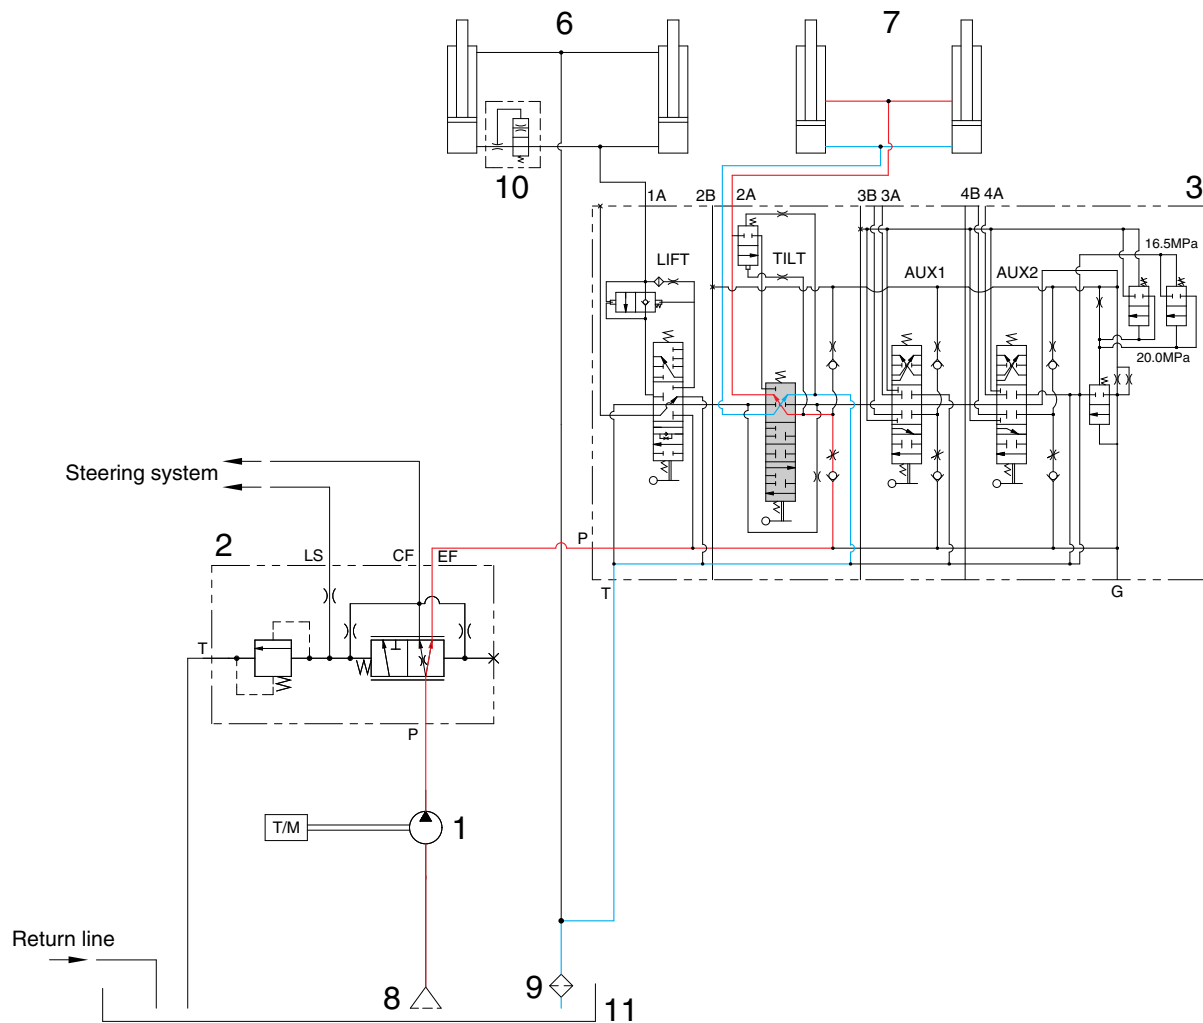 6
7
10
3
1A
2B
2A
3B 3A
4B 4A
16.5MPa
LIFT
TILT
AUX1
AUX2
20.0MPa
Steering system
2
LS
CF
EF
P
T
G
T
P
T/M
1
Return line
8
9
11